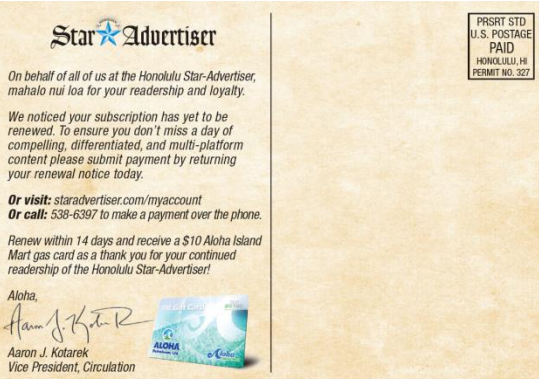 Star Advertiser
PRSRT STD
U.S. POSTAGE
PAID
HONOLULU, HI
PERMIT NO. 327
On behalf of all of us at the Honolulu Star-Advertiser,
mahalo nui loa for your readership and loyalty.
We noticed your subscription has yet to be
renewed. To ensure you don't miss a day of
compelling, differentiated, and multi-platform
content please submit payment by returning
your renewal notice today.
Or visit: staradvertiser.com/myaccount
Or call: 538-6397 to make a payment over the phone.
Renew within 14 days and receive a $10 Aloha Island
Mart gas card as a thank you for your continued
readership of the Honolulu Star-Advertiser!
Aloha,
Aaron J. Kotarek
Vice President, Circulation
Gas Card
ALOHA
Aloha